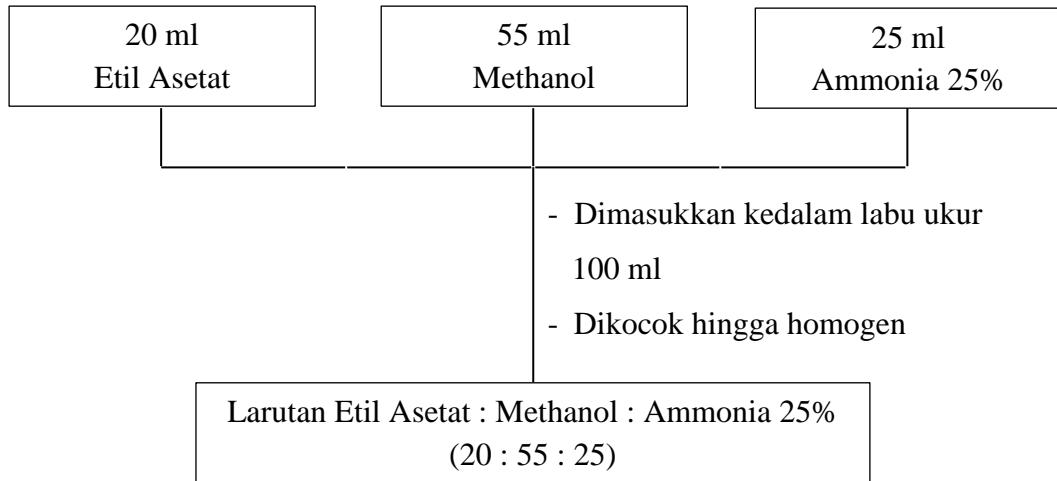 20 ml
Etil Asetat
55 ml
Methanol
25 ml
Ammonia 25%
- Dimasukkan kedalam labu ukur
100 ml
- Dikocok hingga homogen
Larutan Etil Asetat : Methanol : Ammonia 25%
(20 : 55 : 25)